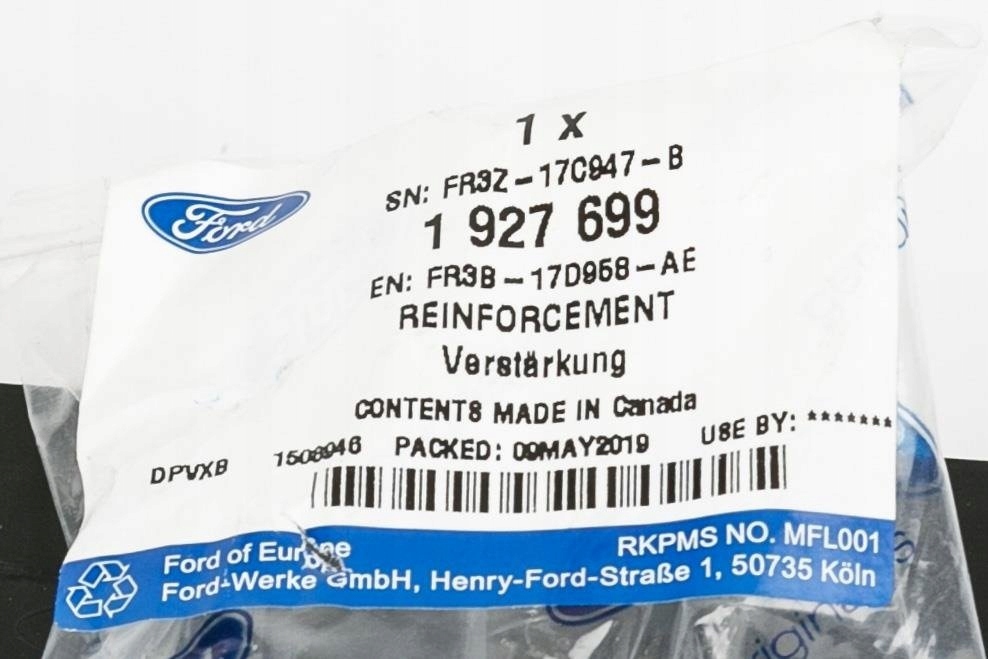 1 X
SN: FR3Z-17C947-B
Ford
1 927 699
EN: FR3B-17D958-AE
REINFORCEMENT
Verstärkung
CONTENTS MADE IN Canada
DPVXB 1506946 PACKED: 09MAY2019 USE BY: *******
Ford of Europe RKPMS NO. MFL001
Ford-Werke GmbH, Henry-Ford-Straße 1, 50735 Köln